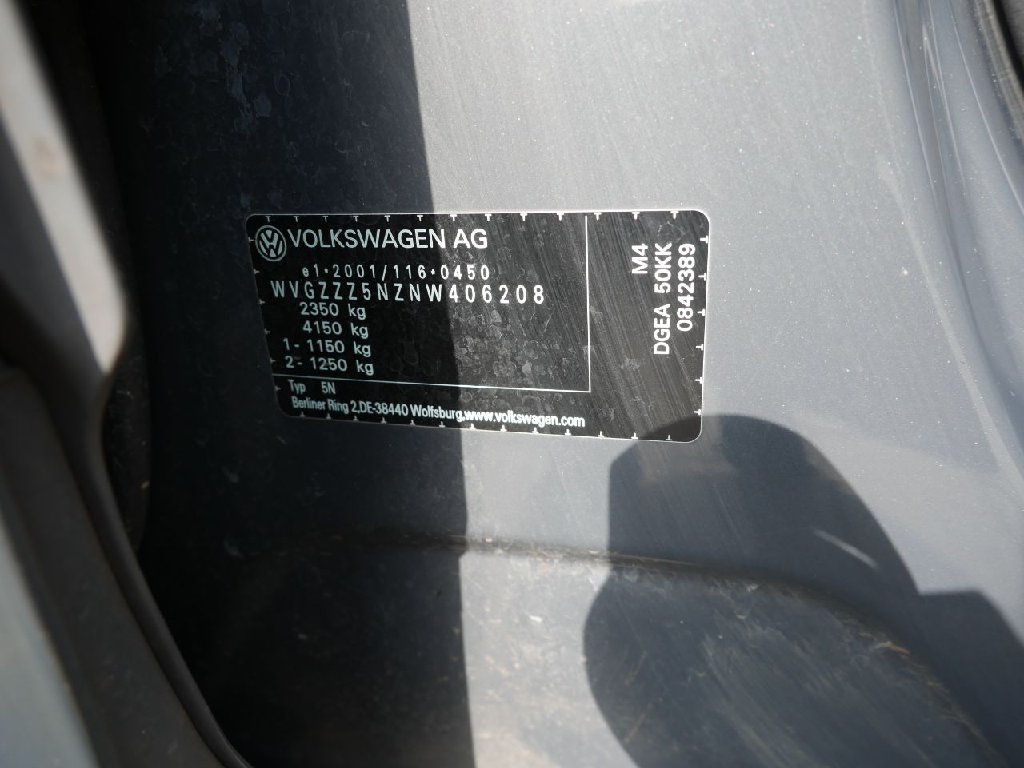 VOLKSWAGEN AG
e1*2001/116*0450
WVGZZZ5NZNW406208
2350 kg
4150 kg
1- 1150 kg
2- 1250 kg
Typ 5N
Berliner Ring 2,DE-38440 Wolfsburg,www.volkswagen.com
M4
DGEA 50KK
0842389